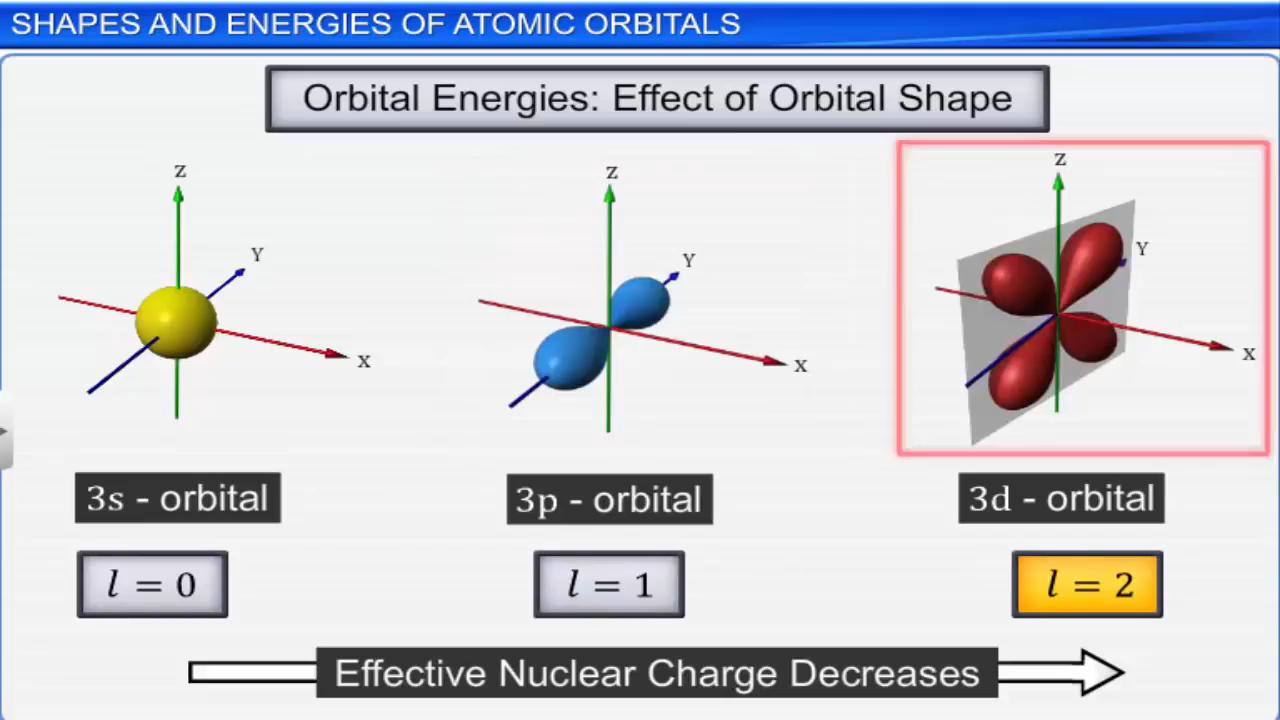 SHAPES AND ENERGIES OF ATOMIC ORBITALS
Orbital Energies: Effect of Orbital Shape
Z
Y
X
Z
Y
X
Z
Y
X
3s - orbital
3p - orbital
3d - orbital
l = 0
l = 1
l = 2
Effective Nuclear Charge Decreases